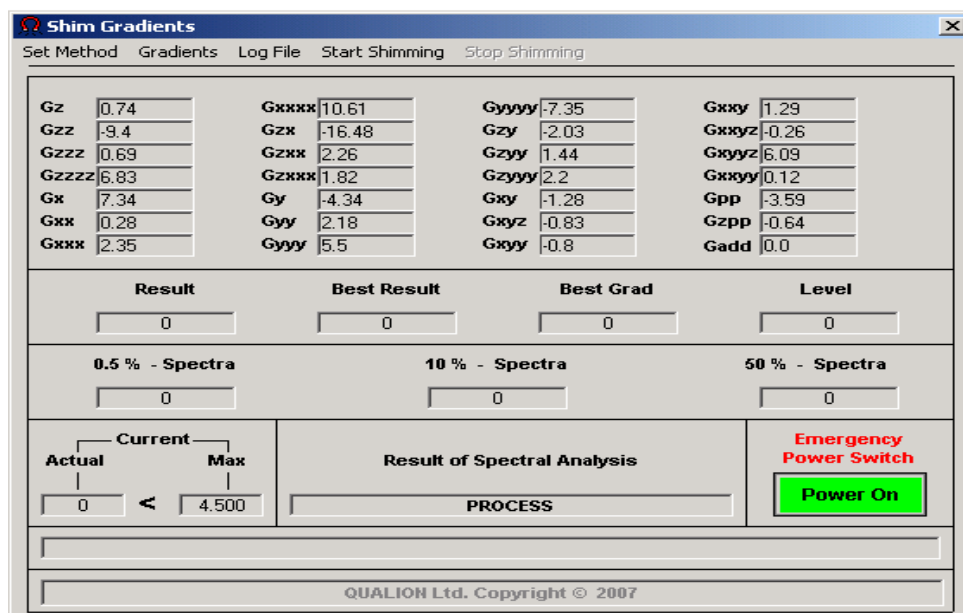 Shim Gradients
Set Method Gradients Log File Start Shimming Stop Shimming
Gz 0.74 Gxxxx 10.61 Gyyyy -7.35 Gxxy 1.29
Gzz -9.4 Gzx -16.48 Gzy -2.03 Gxxyz -0.26
Gzzz 0.69 Gzxx 2.26 Gzyy 1.44 Gxyyz 6.09
Gzzzz 6.83 Gzxxx 1.82 Gzyyy 2.2 Gxxyy 0.12
Gx 7.34 Gy -4.34 Gxy -1.28 Gpp -3.59
Gxx 0.28 Gyy 2.18 Gxyz -0.83 Gzpp -0.64
Gxxx 2.35 Gyyy 5.5 Gxyy -0.8 Gadd 0.0
Result Best Result Best Grad Level
0 0 0 0
0.5 % - Spectra 10 % - Spectra 50 % - Spectra
0 0 0
Current
Actual Max
0 < 4.500
Result of Spectral Analysis
PROCESS
Emergency
Power Switch
Power On
QUALION Ltd. Copyright © 2007